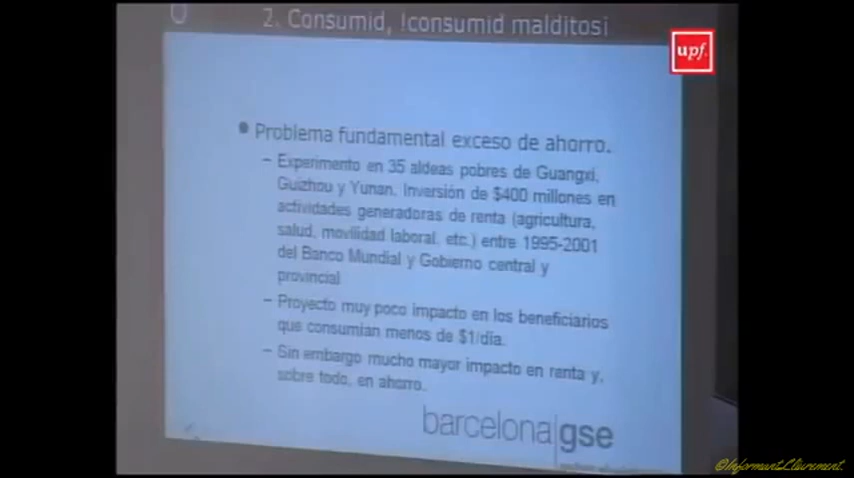 2. Consumid, !consumid malditos¡
upf.
• Problema fundamental exceso de ahorro.
– Experimento en 35 aldeas pobres de Guangxi,
Guizhou y Yunan. Inversión de $400 millones en
actividades generadoras de renta (agricultura,
salud, movilidad laboral, etc.) entre 1995-2001
del Banco Mundial y Gobierno central y
provincial
– Proyecto muy poco impacto en los beneficiarios
que consumian menos de $1/día.
– Sin embargo mucho mayor impacto en renta y,
sobre todo, en ahorro.
barcelona|gse
@InformantLliurement.